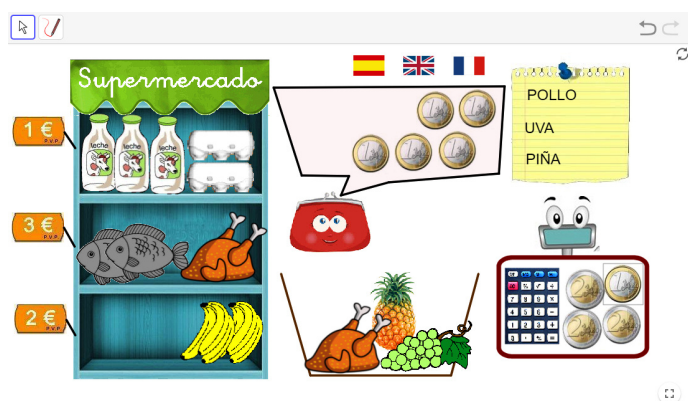 Supermercado
1 €
P.V.P.
leche
leche
leche
3 €
P.V.P.
2 €
P.V.P.
POLLO
UVA
PIÑA